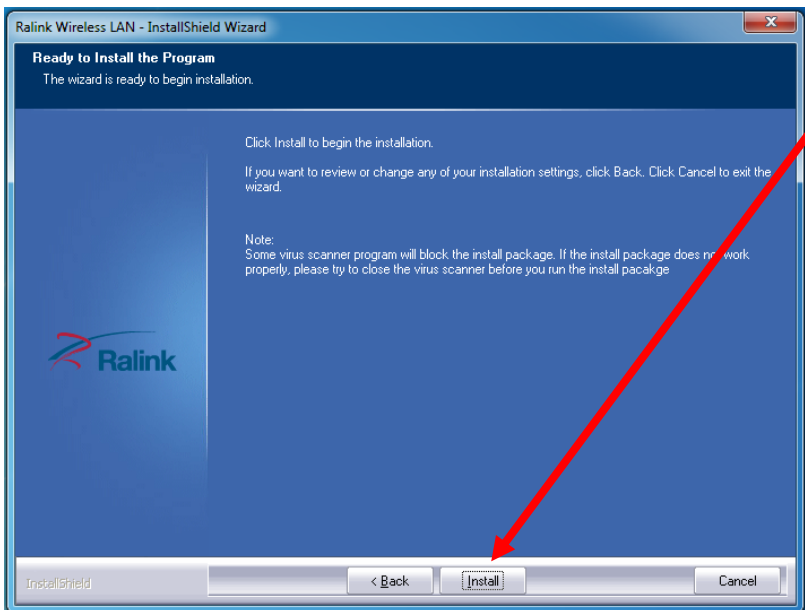 Ralink Wireless LAN - InstallShield Wizard
Ready to Install the Program
The wizard is ready to begin installation.
Click Install to begin the installation.
If you want to review or change any of your installation settings, click Back. Click Cancel to exit the
wizard.
Note:
Some virus scanner program will block the install package. If the install package does not work
properly, please try to close the virus scanner before you run the install pacakge
Ralink
InstallShield
< Back
Install
Cancel